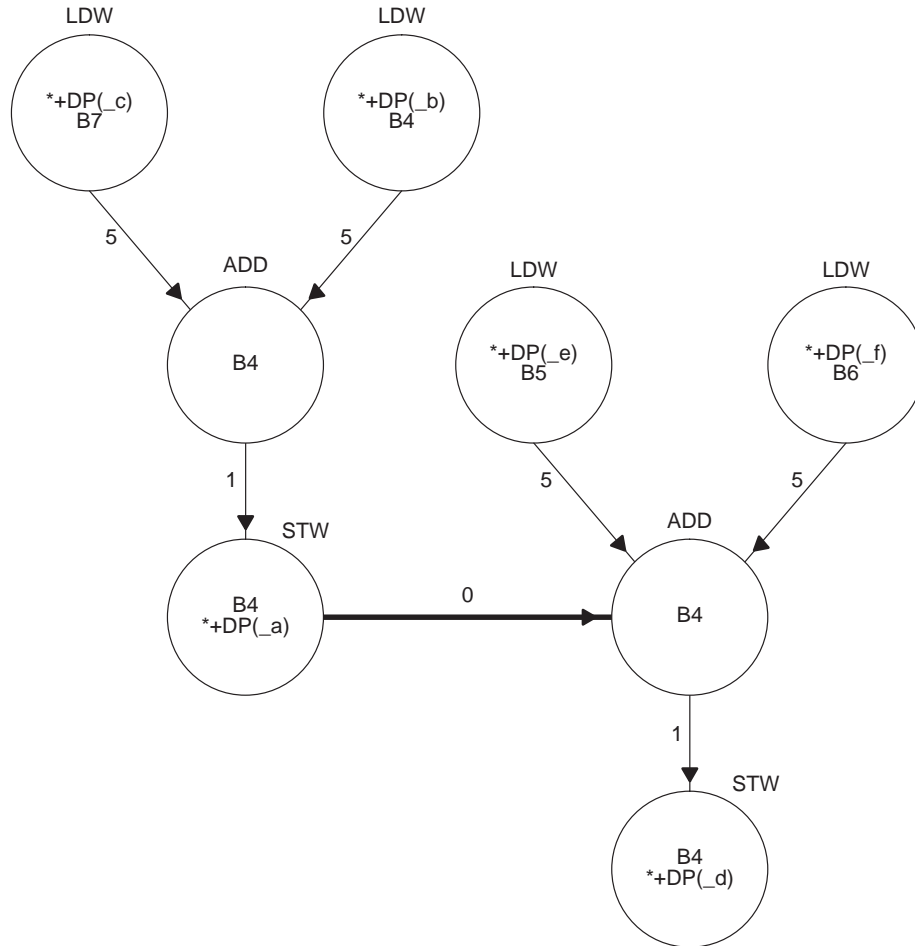 LDW
LDW
*+DP(_c)
B7
*+DP(_b)
B4
5
5
ADD
LDW
LDW
B4
*+DP(_e)
B5
*+DP(_f)
B6
1
5
5
STW
ADD
B4
*+DP(_a)
0
B4
1
STW
B4
*+DP(_d)